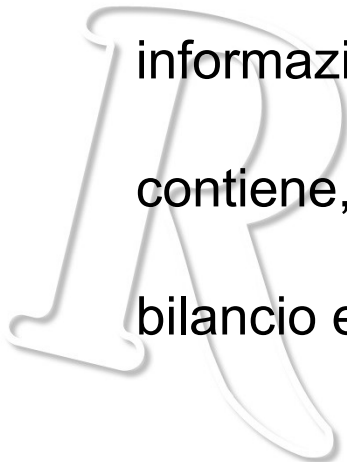 informazi
contiene,
bilancio e